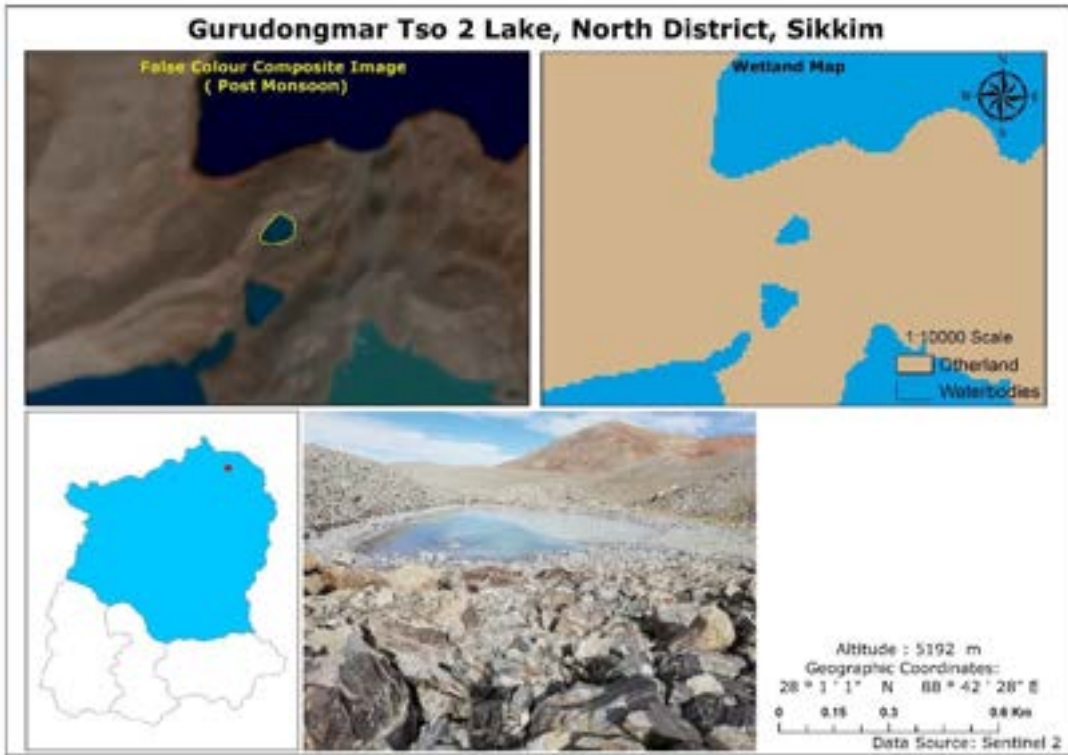 Gurudongmar Tso 2 Lake, North District, Sikkim
False Colour Composite Image
( Post Monsoon)
Wetland Map
N
W E
S
1:10000 Scale
Otherland
Waterbodies
Altitude : 5192 m
Geographic Coordinates:
28 ° 1 ' 1" N 68 ° 42 ' 28" E
0 0.15 0.3 0.6 Km
Data Source: Sentinel 2